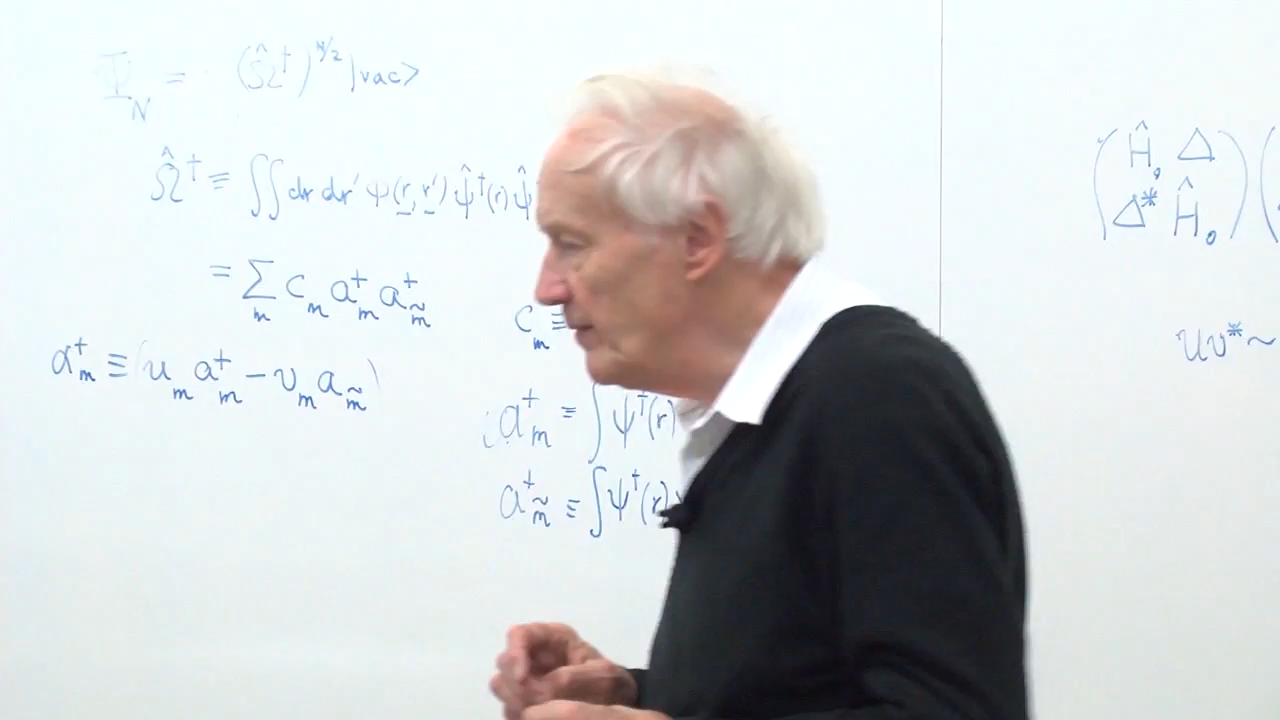 Ψ_N = (Ω̂†)^{N/2} |vac>
Ω̂† ≡ ∬ dr dr' φ(r, r') ψ̂†(r) ψ̂†
= Σ_m c_m a†_m a†_m̃
c_m ≡
α†_m ≡ (u_m a†_m − v_m a_m̃)
a†_m ≡ ∫ ψ†(r)
a†_m̃ ≡ ∫ ψ†(r)
( Ĥ_0 Δ ) (
( Δ* Ĥ_0 )
uv* ~